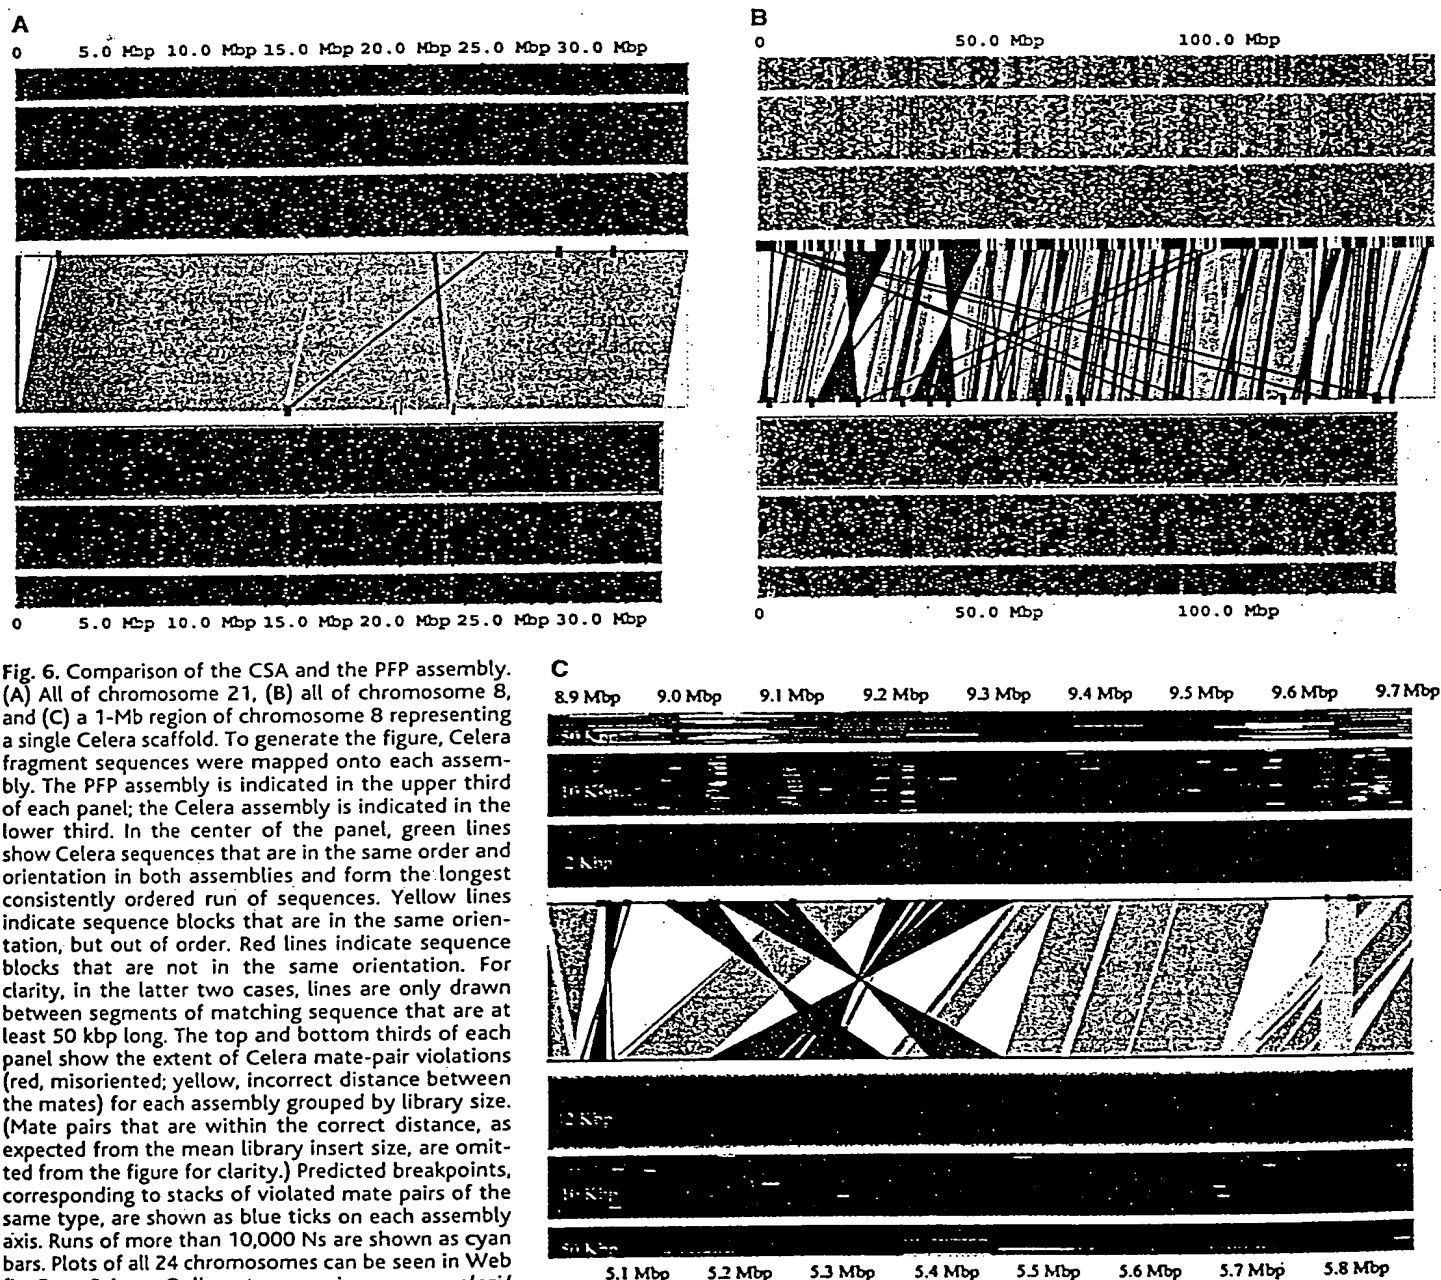 A
0 5.0 Mbp 10.0 Mbp 15.0 Mbp 20.0 Mbp 25.0 Mbp 30.0 Mbp
0 5.0 Mbp 10.0 Mbp 15.0 Mbp 20.0 Mbp 25.0 Mbp 30.0 Mbp
B
0 50.0 Mbp 100.0 Mbp
0 50.0 Mbp 100.0 Mbp
Fig. 6. Comparison of the CSA and the PFP assembly.
(A) All of chromosome 21, (B) all of chromosome 8,
and (C) a 1-Mb region of chromosome 8 representing
a single Celera scaffold. To generate the figure, Celera
fragment sequences were mapped onto each assem-
bly. The PFP assembly is indicated in the upper third
of each panel; the Celera assembly is indicated in the
lower third. In the center of the panel, green lines
show Celera sequences that are in the same order and
orientation in both assemblies and form the longest
consistently ordered run of sequences. Yellow lines
indicate sequence blocks that are in the same orien-
tation, but out of order. Red lines indicate sequence
blocks that are not in the same orientation. For
clarity, in the latter two cases, lines are only drawn
between segments of matching sequence that are at
least 50 kbp long. The top and bottom thirds of each
panel show the extent of Celera mate-pair violations
(red, misoriented; yellow, incorrect distance between
the mates) for each assembly grouped by library size.
(Mate pairs that are within the correct distance, as
expected from the mean library insert size, are omit-
ted from the figure for clarity.) Predicted breakpoints,
corresponding to stacks of violated mate pairs of the
same type, are shown as blue ticks on each assembly
axis. Runs of more than 10,000 Ns are shown as cyan
bars. Plots of all 24 chromosomes can be seen in Web
C
8.9 Mbp 9.0 Mbp 9.1 Mbp 9.2 Mbp 9.3 Mbp 9.4 Mbp 9.5 Mbp 9.6 Mbp 9.7 Mbp
50 Kbp
10 Kbp
2 Kbp
2 Kbp
10 Kbp
50 Kbp
5.1 Mbp 5.2 Mbp 5.3 Mbp 5.4 Mbp 5.5 Mbp 5.6 Mbp 5.7 Mbp 5.8 Mbp